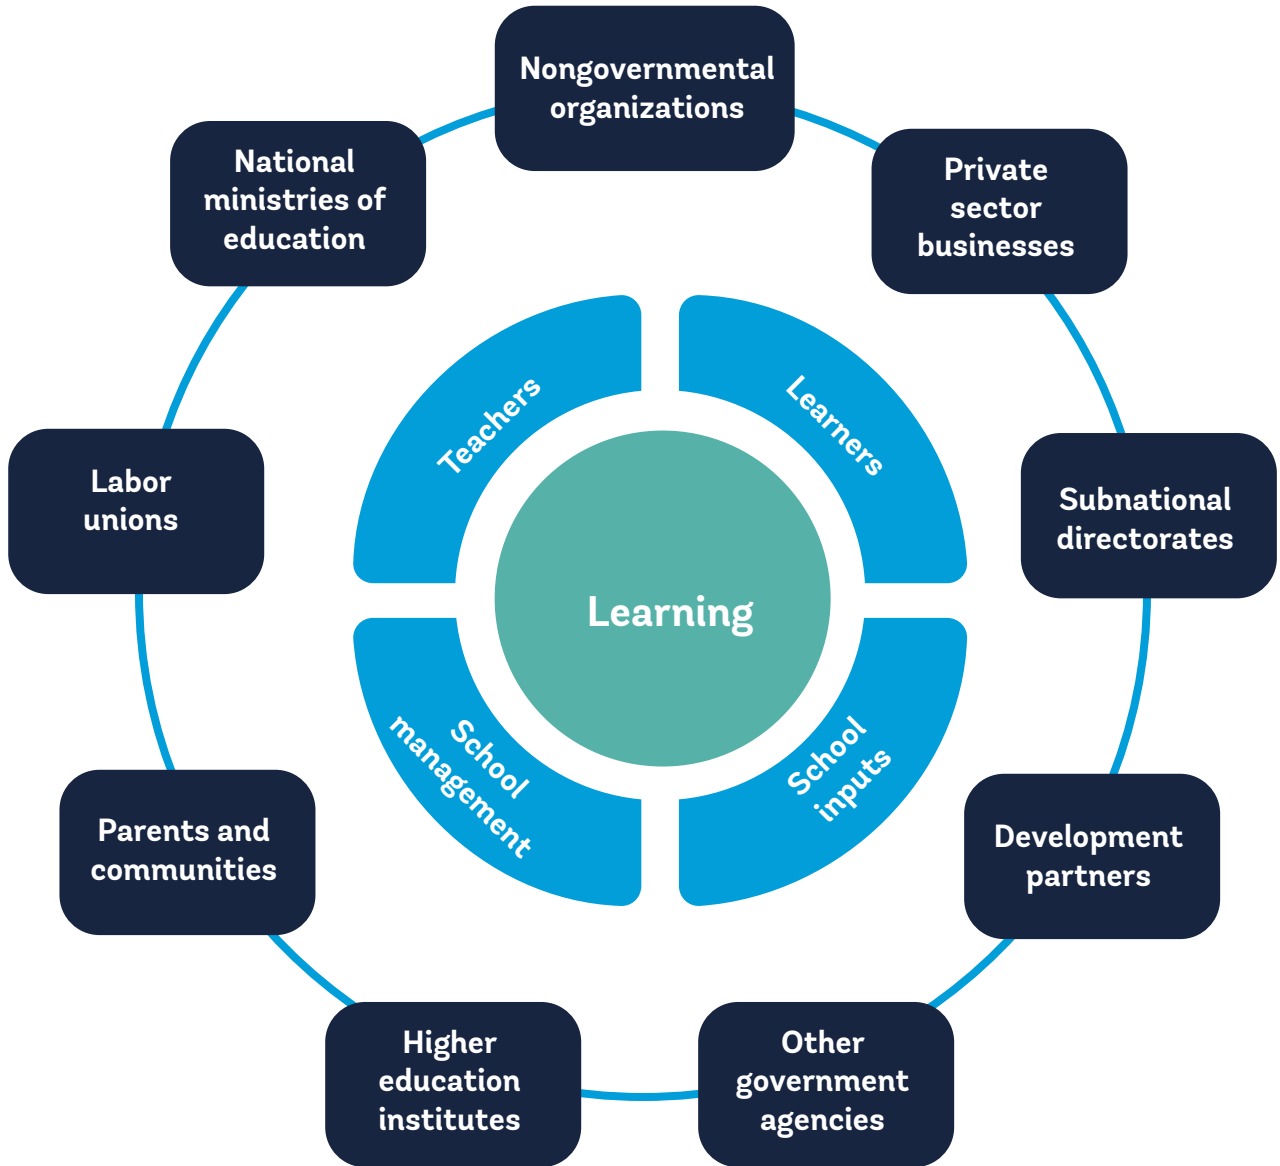 Nongovernmental
organizations
National
ministries of
education
Private
sector
businesses
Teachers
Learners
Labor
unions
Subnational
directorates
Learning
School
management
School
inputs
Parents and
communities
Development
partners
Higher
education
institutes
Other
government
agencies